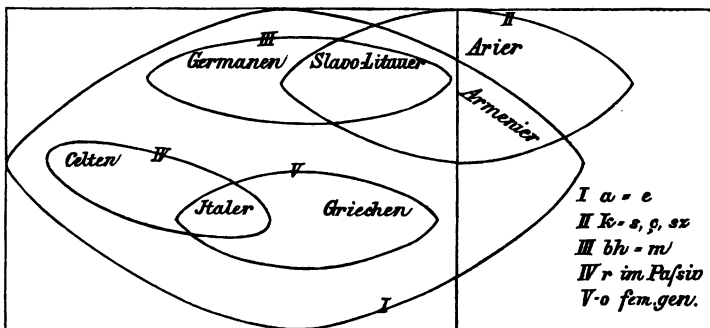 II
III
Arier
Germanen Slavo-Litauer
Armenier
Celten IV V
Italer Griechen
I a = e
II k = s, ç, sz
III bh = m
IV r im Paſsiv
V -o fem. gen.
I